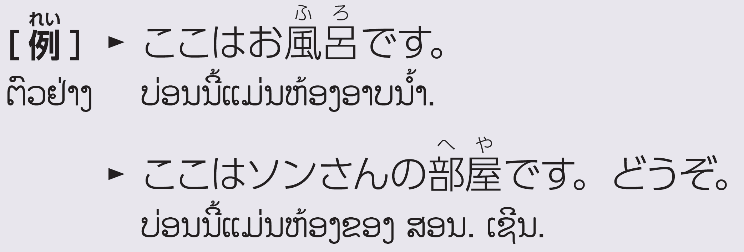 れい ふ ろ
[例] ► ここはお風呂です。
ຕົວຢ່າງ ບ່ອນນີ້ແມ່ນຫ້ອງອາບນ້ຳ.
へ や
► ここはソンさんの部屋です。どうぞ。
ບ່ອນນີ້ແມ່ນຫ້ອງຂອງ ສອນ. ເຊີນ.